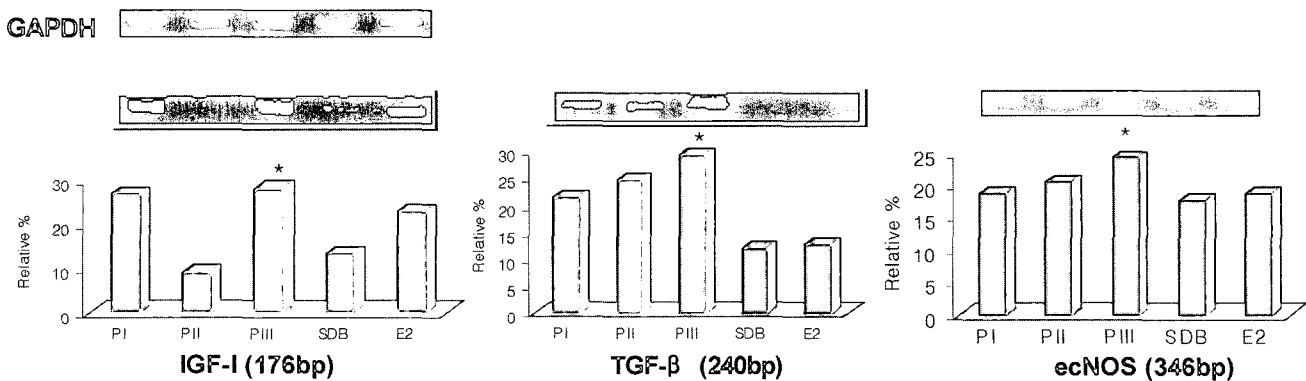 GAPDH
*
30
20
10
0
Relative %
PI PII PIII SDB E2
IGF-I (176bp)
*
30
25
20
15
10
5
0
Relative %
PI PII PIII SDB E2
TGF-β (240bp)
*
25
20
15
10
5
0
Relative %
PI PII PIII SDB E2
ecNOS (346bp)